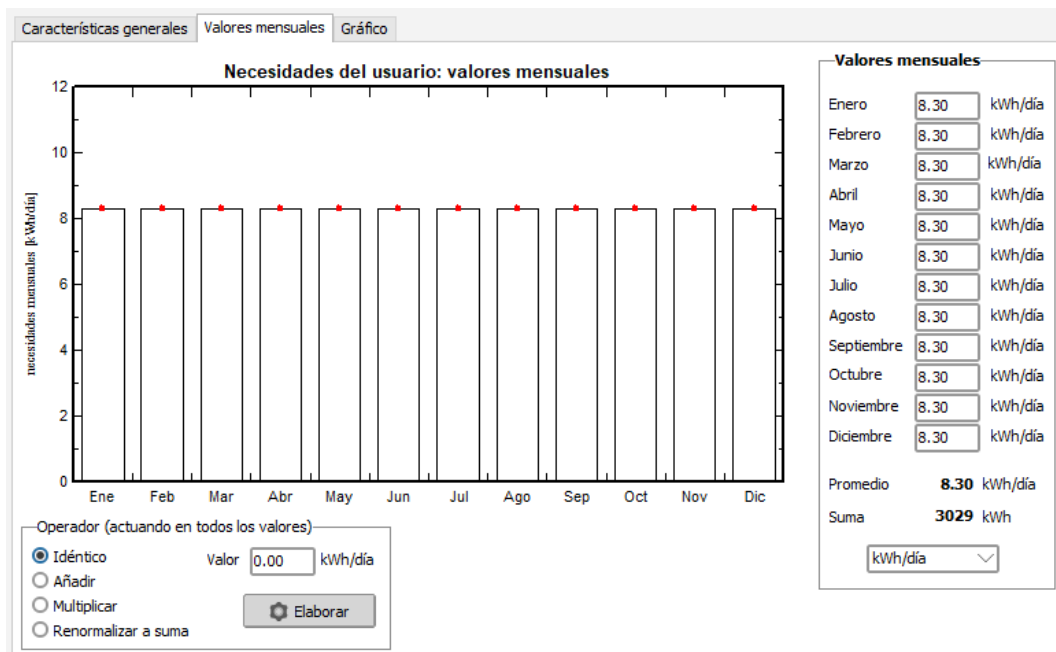 Características generales
Valores mensuales
Gráfico
Necesidades del usuario: valores mensuales
necesidades mensuales [kWh/día]
12
10
8
6
4
2
0
Ene Feb Mar Abr May Jun Jul Ago Sep Oct Nov Dic
Operador (actuando en todos los valores)
Idéntico
Añadir
Multiplicar
Renormalizar a suma
Valor 0.00 kWh/día
Elaborar
Valores mensuales
Enero 8.30 kWh/día
Febrero 8.30 kWh/día
Marzo 8.30 kWh/día
Abril 8.30 kWh/día
Mayo 8.30 kWh/día
Junio 8.30 kWh/día
Julio 8.30 kWh/día
Agosto 8.30 kWh/día
Septiembre 8.30 kWh/día
Octubre 8.30 kWh/día
Noviembre 8.30 kWh/día
Diciembre 8.30 kWh/día
Promedio 8.30 kWh/día
Suma 3029 kWh
kWh/día